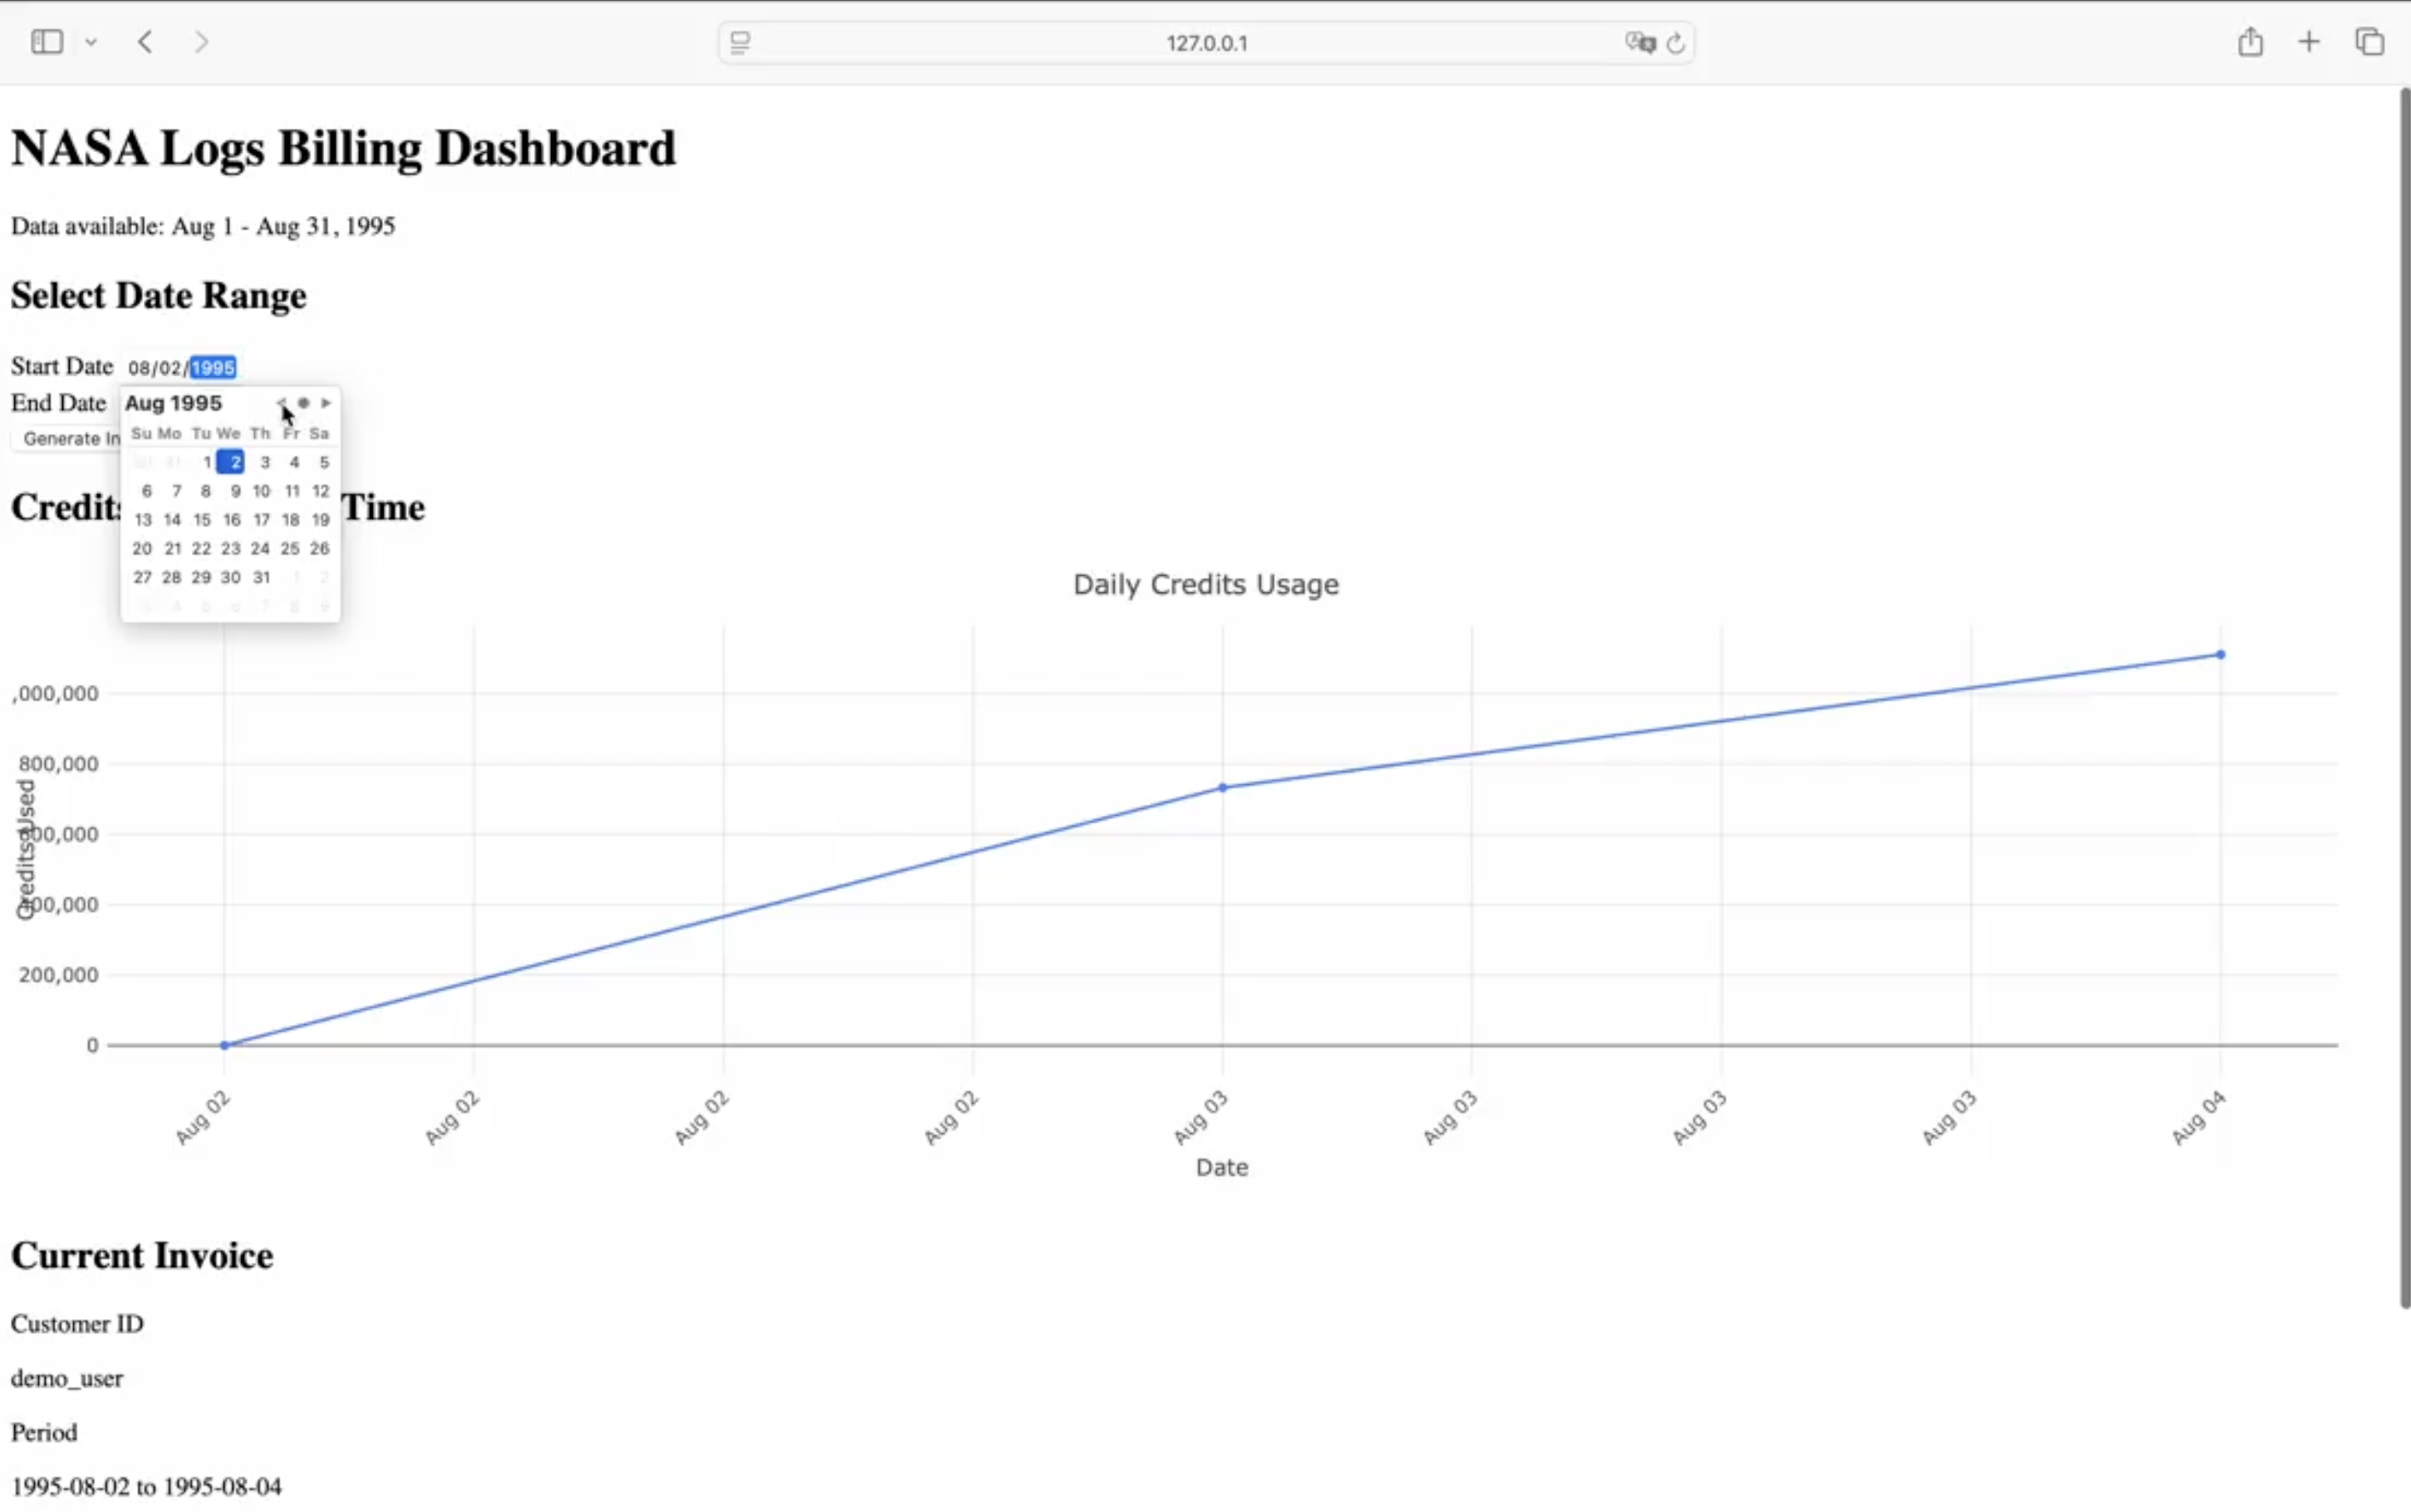 127.0.0.1
NASA Logs Billing Dashboard
Data available: Aug 1 - Aug 31, 1995
Select Date Range
Start Date 08/02/1995
End Date
Generate In
Aug 1995
Su Mo Tu We Th Fr Sa
1 2 3 4 5
6 7 8 9 10 11 12
13 14 15 16 17 18 19
20 21 22 23 24 25 26
27 28 29 30 31 1 2
3 4 5 6 7 8 9
Credits Time
Daily Credits Usage
,000,000
800,000
00,000
00,000
200,000
0
Credits Used
Aug 02 Aug 02 Aug 02 Aug 02 Aug 03 Aug 03 Aug 03 Aug 03 Aug 04
Date
Current Invoice
Customer ID
demo_user
Period
1995-08-02 to 1995-08-04